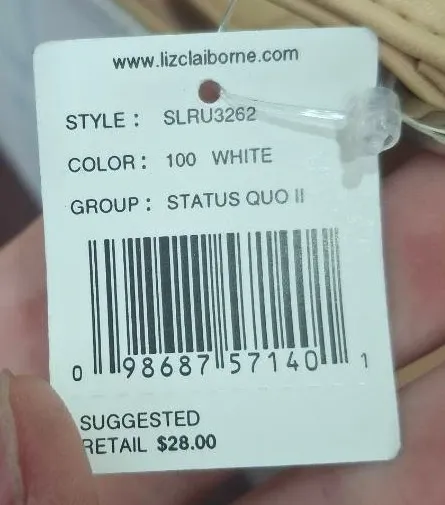 www.lizclaiborne.com
STYLE : SLRU3262
COLOR : 100 WHITE
GROUP : STATUS QUO II
0 98687 57140 1
SUGGESTED
RETAIL $28.00